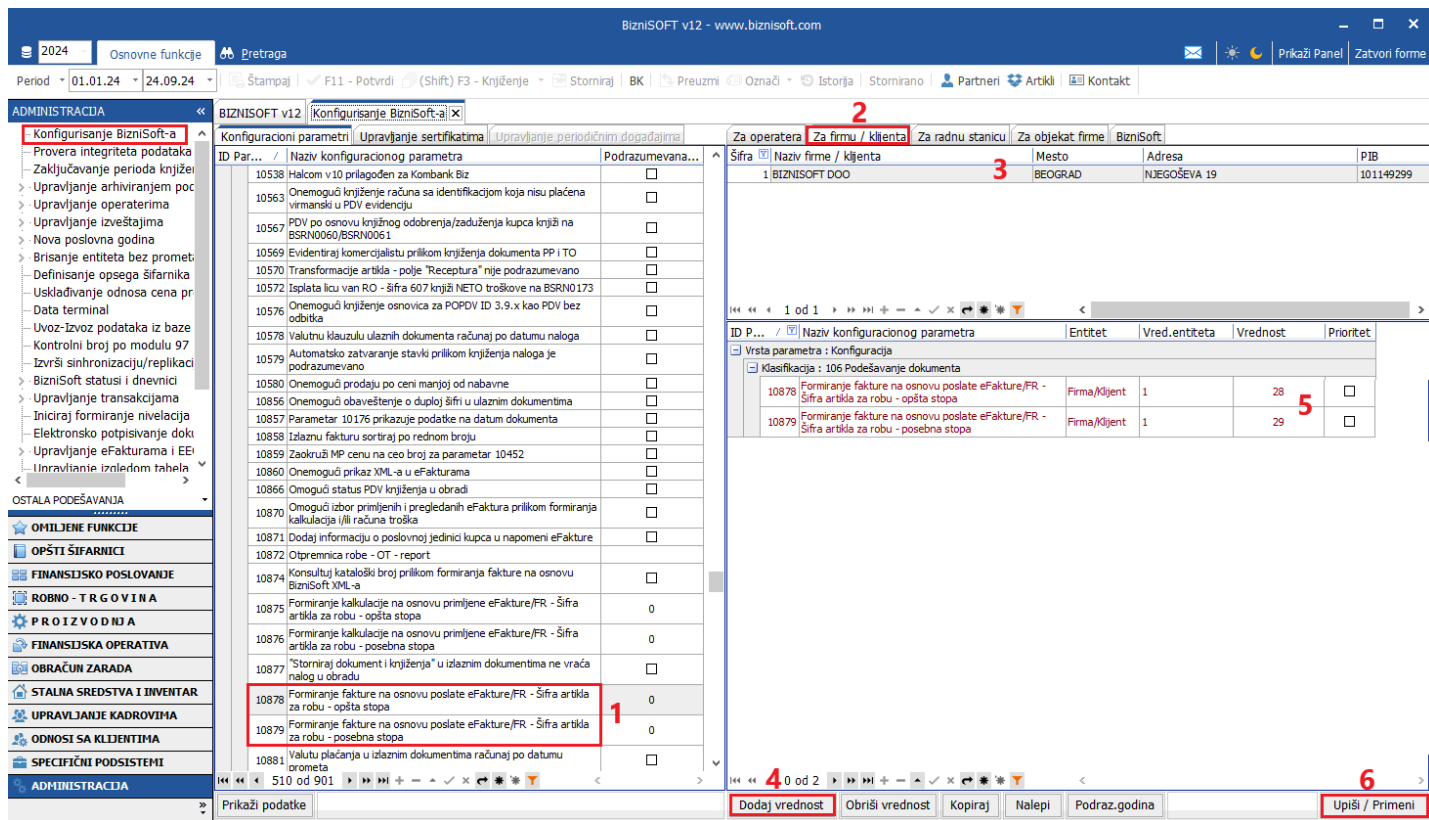 BizniSOFT v12 - www.biznisoft.com
2024 Osnovne funkcije Pretraga Prikaži Panel Zatvori forme
Period 01.01.24 24.09.24 Štampaj F11 - Potvrdi (Shift) F3 - Knjiženje Storniraj BK Preuzmi Označi Istorija Stornirano Partneri Artikli Kontakt
ADMINISTRACIJA «
Konfigurisanje BizniSoft-a
Provera integriteta podataka
Zaključavanje perioda knjižer
Upravljanje arhiviranjem poc
Upravljanje operaterima
Upravljanje izveštajima
Nova poslovna godina
Brisanje entiteta bez prometa
Definisanje opsega šifarnika
Usklađivanje odnosa cena pr
Data terminal
Uvoz-Izvoz podataka iz baze
Kontrolni broj po modulu 97
Izvrši sinhronizaciju/replikaci
BizniSoft statusi i dnevnici
Upravljanje transakcijama
Iniciraj formiranje nivelacija
Elektronsko potpisivanje doku
Upravljanje eFakturama i EE
Upravljanje izgledom tabela
OSTALA PODEŠAVANJA
OMILJENE FUNKCIJE
OPŠTI ŠIFARNICI
FINANSIJSKO POSLOVANJE
ROBNO - T R G O V I N A
P R O I Z V O D NJ A
FINANSIJSKA OPERATIVA
OBRAČUN ZARADA
STALNA SREDSTVA I INVENTAR
UPRAVLJANJE KADROVIMA
ODNOSI SA KLIJENTIMA
SPECIFIČNI PODSISTEMI
ADMINISTRACIJA
»
BIZNISOFT v12 Konfigurisanje BizniSoft-a
Konfiguracioni parametri Upravljanje sertifikatima Upravljanje periodičnim događajima
ID Par... Naziv konfiguracionog parametra Podrazumevana...
10538 Halcom v10 prilagođen za Kombank Biz
10563 Onemogući knjiženje računa sa identifikacijom koja nisu plaćena
virmanski u PDV evidenciju
10567 PDV po osnovu knjižnog odobrenja/zaduženja kupca knjiži na
BSRN0060/BSRN0061
10569 Evidentiraj komercijalistu prilikom knjiženja dokumenta PP i TO
10570 Transformacije artikla - polje "Receptura" nije podrazumevano
10572 Isplata licu van RO - šifra 607 knjiži NETO troškove na BSRN0173
10576 Onemogući knjiženje osnovica za POPDV ID 3.9.x kao PDV bez
odbitka
10578 Valutnu klauzulu ulaznih dokumenta računaj po datumu naloga
10579 Automatsko zatvaranje stavki prilikom knjiženja naloga je
podrazumevano
10580 Onemogući prodaju po ceni manjoj od nabavne
10856 Onemogući obaveštenje o duploj šifri u ulaznim dokumentima
10857 Parametar 10176 prikazuje podatke na datum dokumenta
10858 Izlaznu fakturu sortiraj po rednom broju
10859 Zaokruži MP cenu na ceo broj za parametar 10452
10860 Onemogući prikaz XML-a u eFakturama
10866 Omogući status PDV knjiženja u obradi
10870 Omogući izbor primljenih i pregledanih eFaktura prilikom formiranja
kalkulacija i/ili računa troška
10871 Dodaj informaciju o poslovnoj jedinici kupca u napomeni eFakture
10872 Otpremnica robe - OT - report
10874 Konsultuj kataloški broj prilikom formiranja fakture na osnovu
BizniSoft XML-a
10875 Formiranje kalkulacije na osnovu primljene eFakture/FR - Šifra
artikla za robu - opšta stopa 0
10876 Formiranje kalkulacije na osnovu primljene eFakture/FR - Šifra
artikla za robu - posebna stopa 0
10877 "Storniraj dokument i knjiženja" u izlaznim dokumentima ne vraća
nalog u obradu
10878 Formiranje fakture na osnovu poslate eFakture/FR - Šifra artikla
za robu - opšta stopa 0
1
10879 Formiranje fakture na osnovu poslate eFakture/FR - Šifra artikla
za robu - posebna stopa 0
10881 Valutu plaćanja u izlaznim dokumentima računaj po datumu
prometa
510 od 901
Prikaži podatke
2
Za operatera Za firmu / klijenta Za radnu stanicu Za objekat firme BizniSoft
Šifra Naziv firme / klijenta Mesto Adresa PIB
1 BIZNISOFT DOO BEOGRAD NJEGOŠEVA 19 101149299
3
1 od 1
ID P... Naziv konfiguracionog parametra Entitet Vred.entiteta Vrednost Prioritet
Vrsta parametra : Konfiguracija
Klasifikacija : 106 Podešavanje dokumenta
10878 Formiranje fakture na osnovu poslate eFakture/FR -
Šifra artikla za robu - opšta stopa Firma/Klijent 1 28
5
10879 Formiranje fakture na osnovu poslate eFakture/FR -
Šifra artikla za robu - posebna stopa Firma/Klijent 1 29
4 0 od 2 6
Dodaj vrednost Obriši vrednost Kopiraj Nalepi Podraz.godina Upiši / Primeni